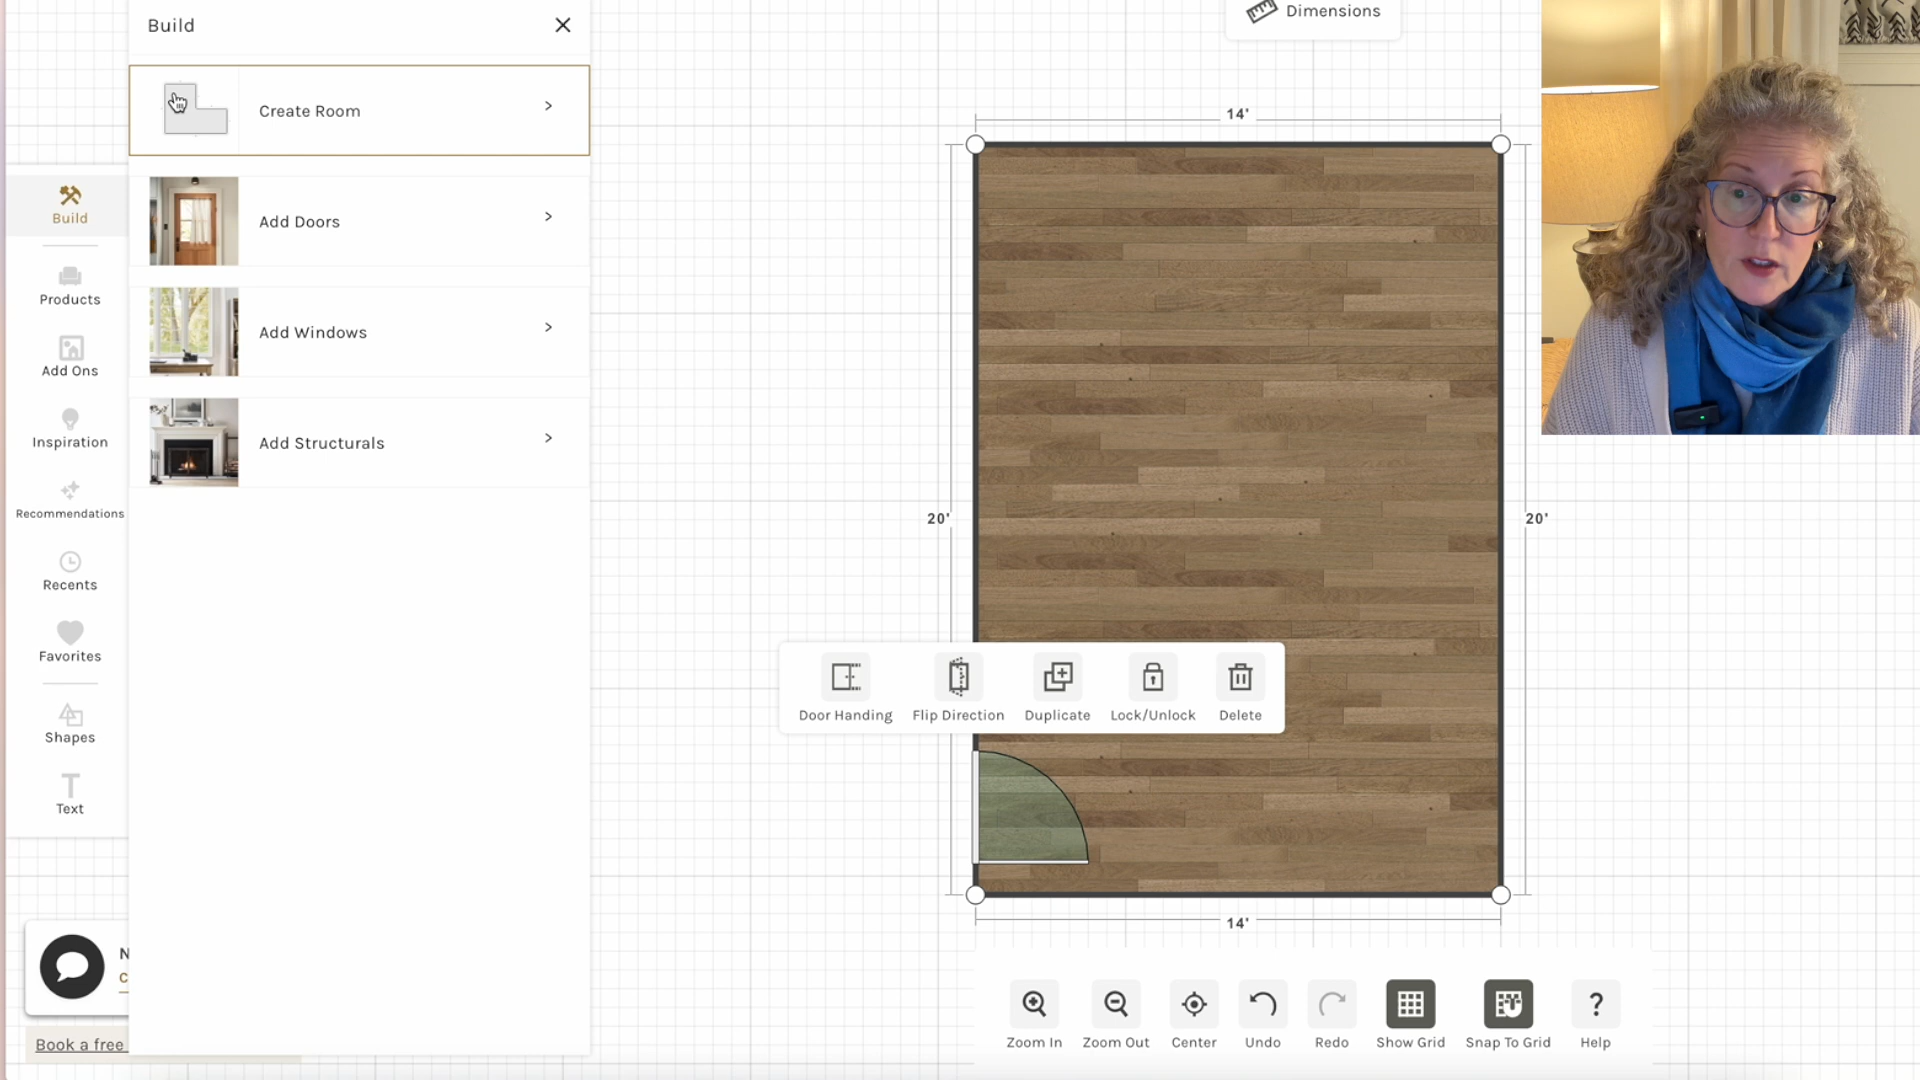 Build
Create Room
Add Doors
Add Windows
Add Structurals
Build
Products
Add Ons
Inspiration
Recommendations
Recents
Favorites
Shapes
Text
N
C
Book a free
Dimensions
14'
20'
20'
14'
Door Handing
Flip Direction
Duplicate
Lock/Unlock
Delete
Zoom In
Zoom Out
Center
Undo
Redo
Show Grid
Snap To Grid
Help